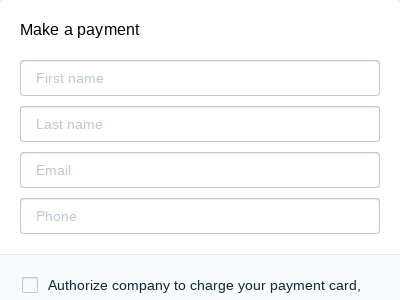 Make a payment
First name
Last name
Email
Phone
Authorize company to charge your payment card,